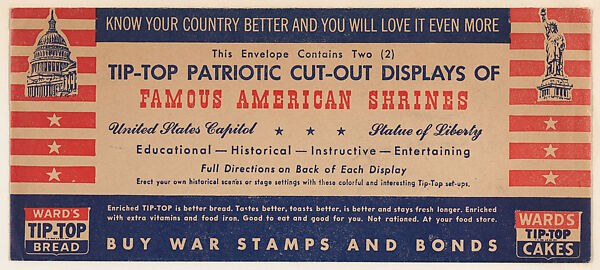 KNOW YOUR COUNTRY BETTER AND YOU WILL LOVE IT EVEN MORE
This Envelope Contains Two (2)
TIP-TOP PATRIOTIC CUT-OUT DISPLAYS OF
FAMOUS AMERICAN SHRINES
United States Capitol ★ ★ ★ Statue of Liberty
Educational — Historical — Instructive — Entertaining
Full Directions on Back of Each Display
Erect your own historical scenes or stage settings with these colorful and interesting Tip-Top set-ups.
WARD'S
TIP-TOP
BREAD
Enriched TIP-TOP is better bread. Tastes better, toasts better, is better and stays fresh longer. Enriched
with extra vitamins and food iron. Good to eat and good for you. Not rationed. At your food store.
BUY WAR STAMPS AND BONDS
WARD'S
TIP-TOP
CAKES